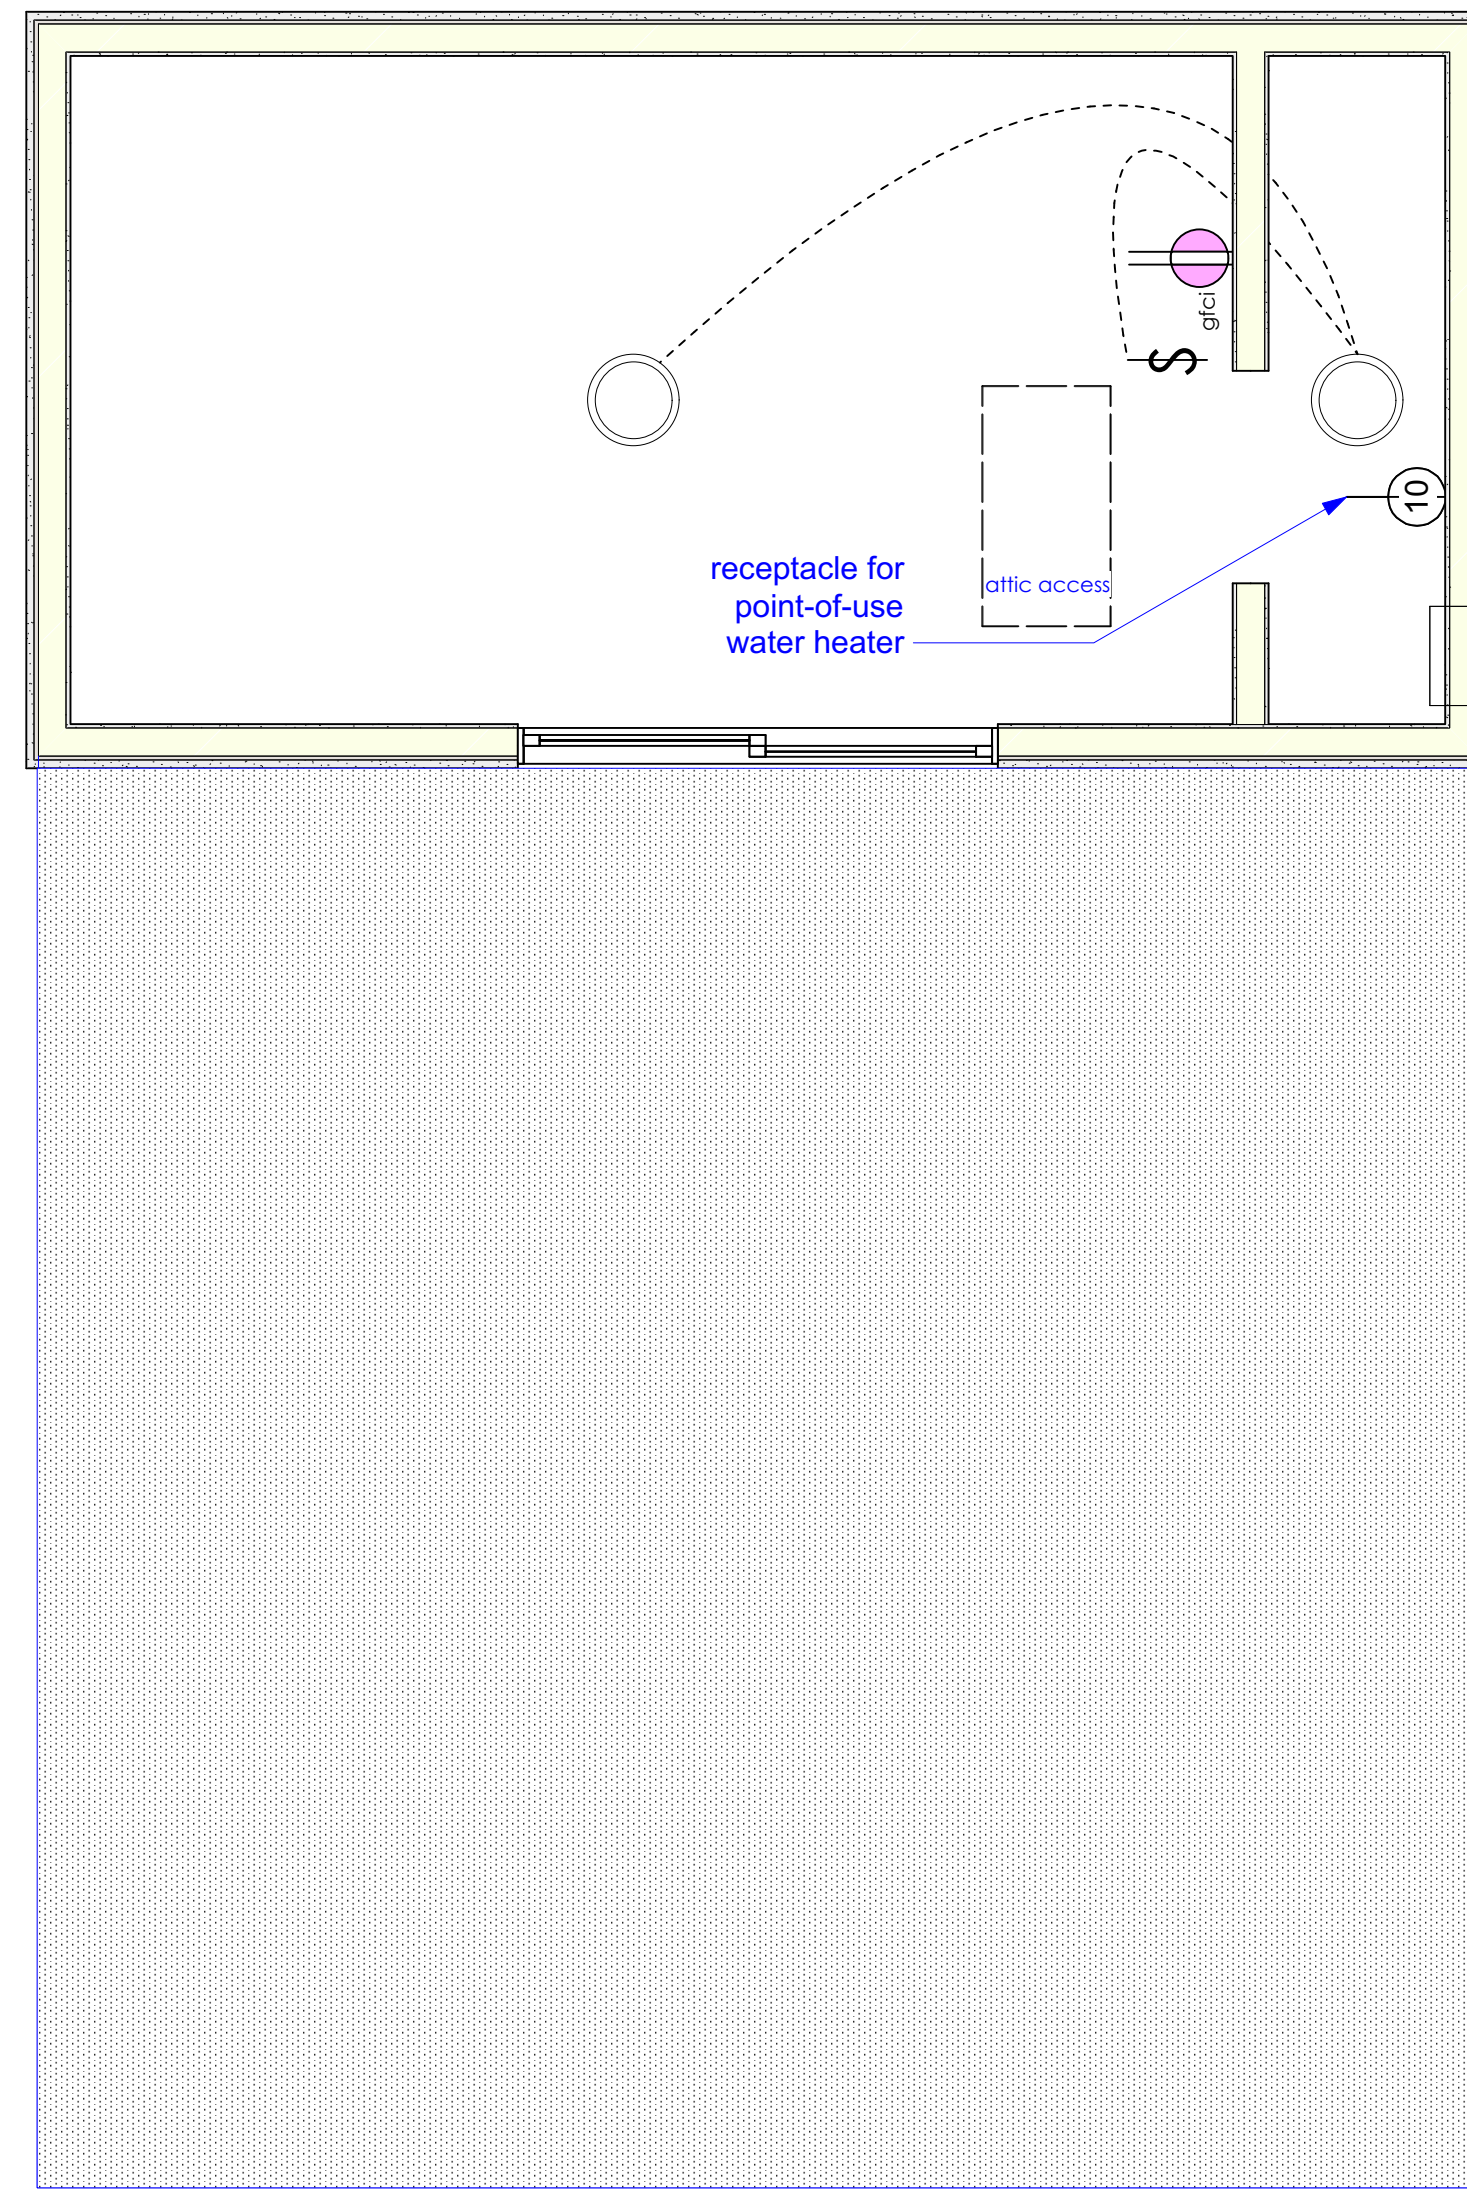 gfci
$
10
receptacle for
point-of-use
water heater
attic access